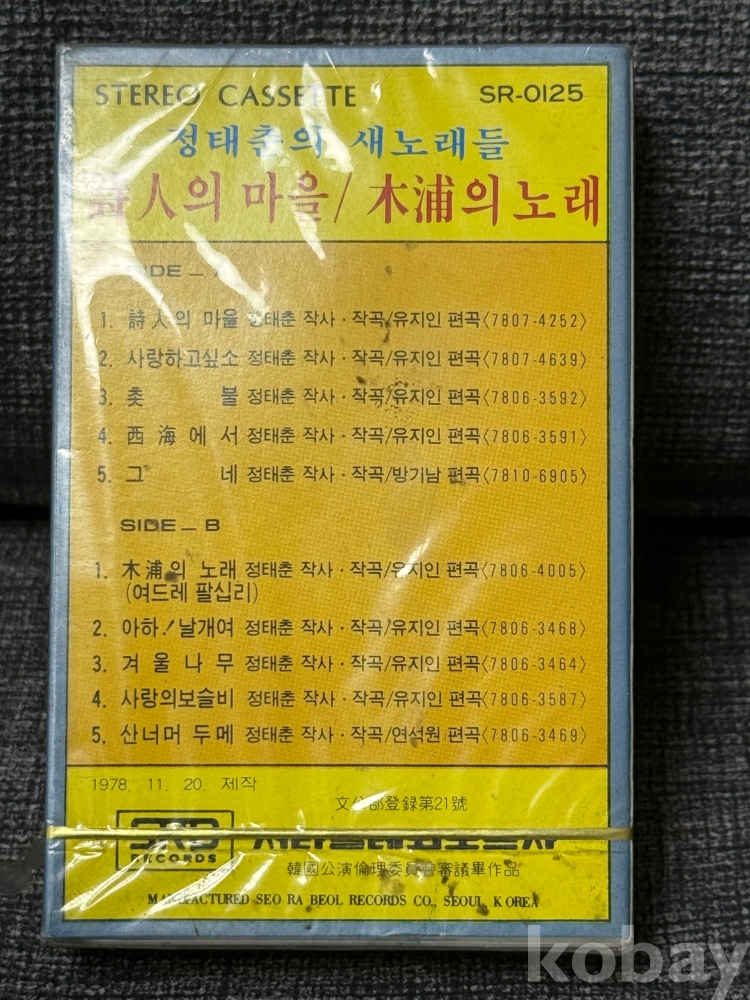 STEREO CASSETTE SR-0125
정태춘의 새노래들
詩人의 마을/木浦의 노래
SIDE _
1. 詩人의 마을 정태춘 작사·작곡/유지인 편곡〈7807-4252〉
2. 사랑하고싶소 정태춘 작사·작곡/유지인 편곡〈7807-4639〉
3. 촛불 정태춘 작사·작곡/유지인 편곡〈7806-3592〉
4. 西海에서 정태춘 작사·작곡/유지인 편곡〈7806-3591〉
5. 그네 정태춘 작사·작곡/방기남 편곡〈7810-6905〉
SIDE _ B
1. 木浦의 노래 정태춘 작사·작곡/유지인 편곡〈7806-4005〉
(여드레 팔십리)
2. 아하!날개여 정태춘 작사·작곡/유지인 편곡〈7806-3468〉
3. 겨울나무 정태춘 작사·작곡/유지인 편곡〈7806-3464〉
4. 사랑의보슬비 정태춘 작사·작곡/유지인 편곡〈7806-3587〉
5. 산너머 두메 정태춘 작사·작곡/연석원 편곡〈7806-3469〉
1978. 11. 20. 제작
文公部登録第21號
SRB RECORDS
韓國公演倫理委員會審議畢作品
MANUFACTURED SEO RA BEOL RECORDS CO., SEOUL, KOREA
kobay